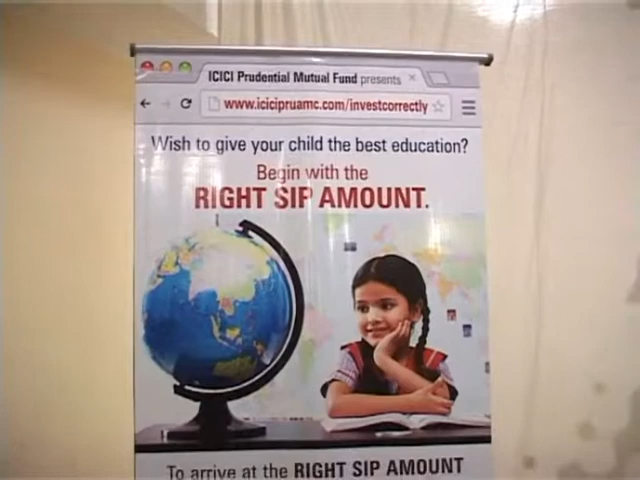 ICICI Prudential Mutual Fund presents
www.icicipruamc.com/investcorrectly
Wish to give your child the best education?
Begin with the
RIGHT SIP AMOUNT.
To arrive at the RIGHT SIP AMOUNT